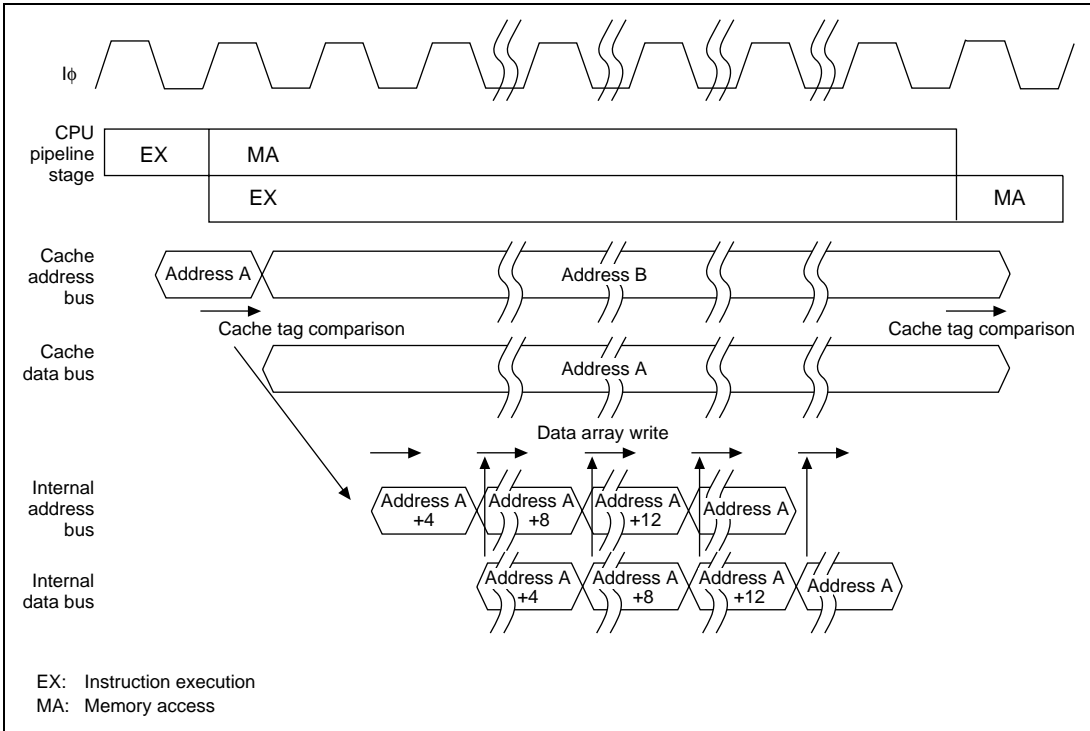 Iϕ
CPU
pipeline
stage
EX
MA
EX
MA
Cache
address
bus
Address A
Address B
Cache tag comparison
Cache tag comparison
Cache
data bus
Address A
Data array write
Internal
address
bus
Address A
+4
Address A
+8
Address A
+12
Address A
Internal
data bus
Address A
+4
Address A
+8
Address A
+12
Address A
EX: Instruction execution
MA: Memory access